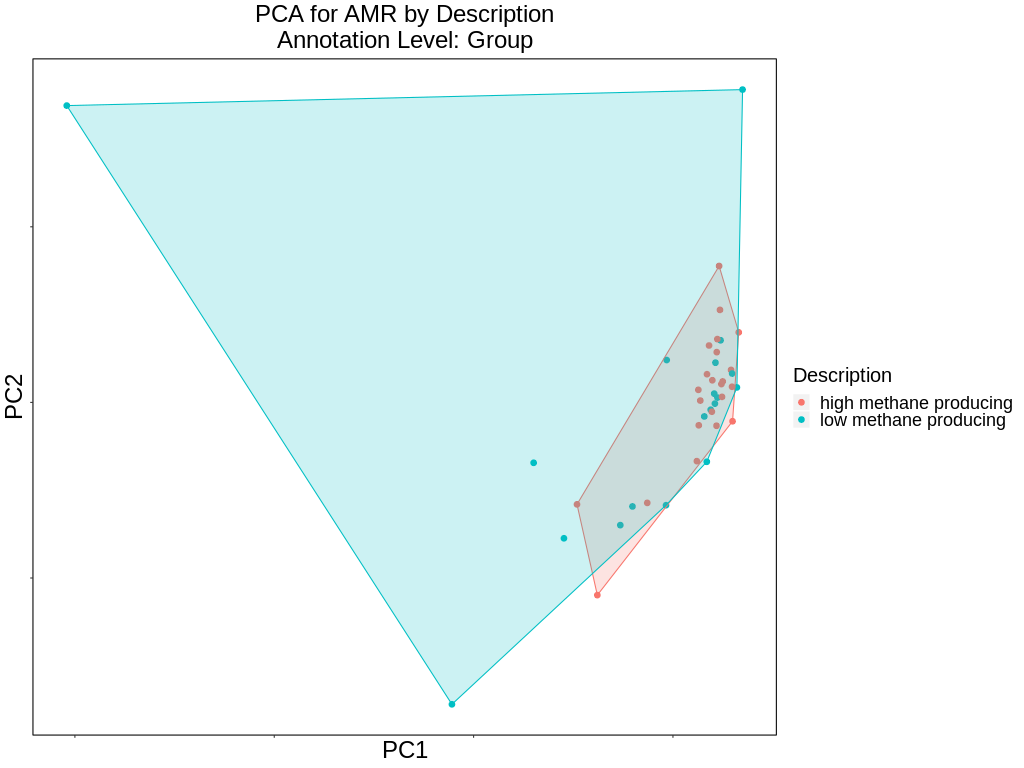 PCA for AMR by Description
Annotation Level: Group
PC2
Description
high methane producing
low methane producing
PC1